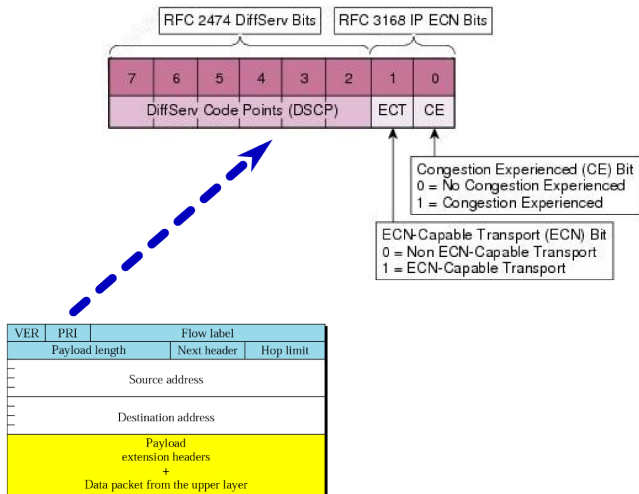 RFC 2474 DiffServ Bits RFC 3168 IP ECN Bits
7 6 5 4 3 2 1 0
DiffServ Code Points (DSCP) ECT CE
Congestion Experienced (CE) Bit
0 = No Congestion Experienced
1 = Congestion Experienced
ECN-Capable Transport (ECN) Bit
0 = Non ECN-Capable Transport
1 = ECN-Capable Transport
VER PRI Flow label
Payload length Next header Hop limit
Source address
Destination address
Payload
extension headers
+
Data packet from the upper layer